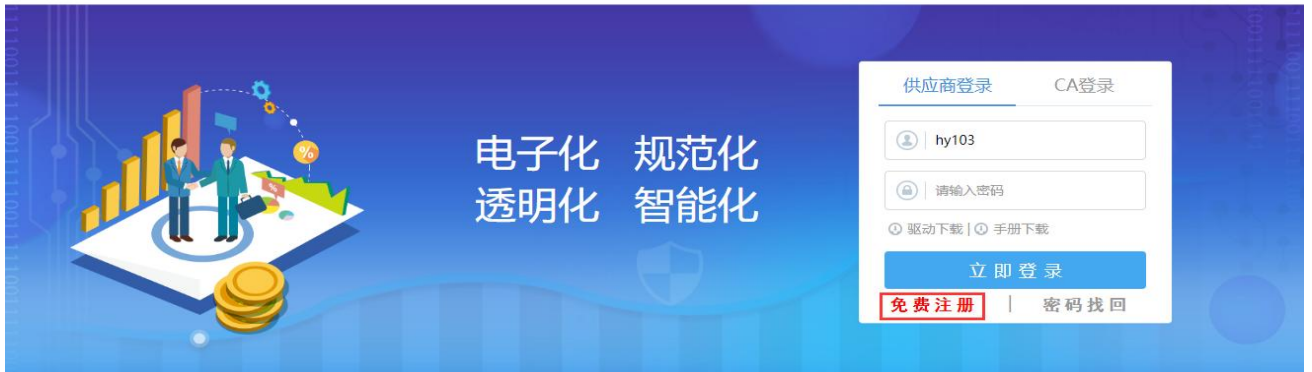 电子化 规范化
透明化 智能化
供应商登录 CA登录
hy103
请输入密码
驱动下载 | 手册下载
立即登录
免费注册 | 密码找回